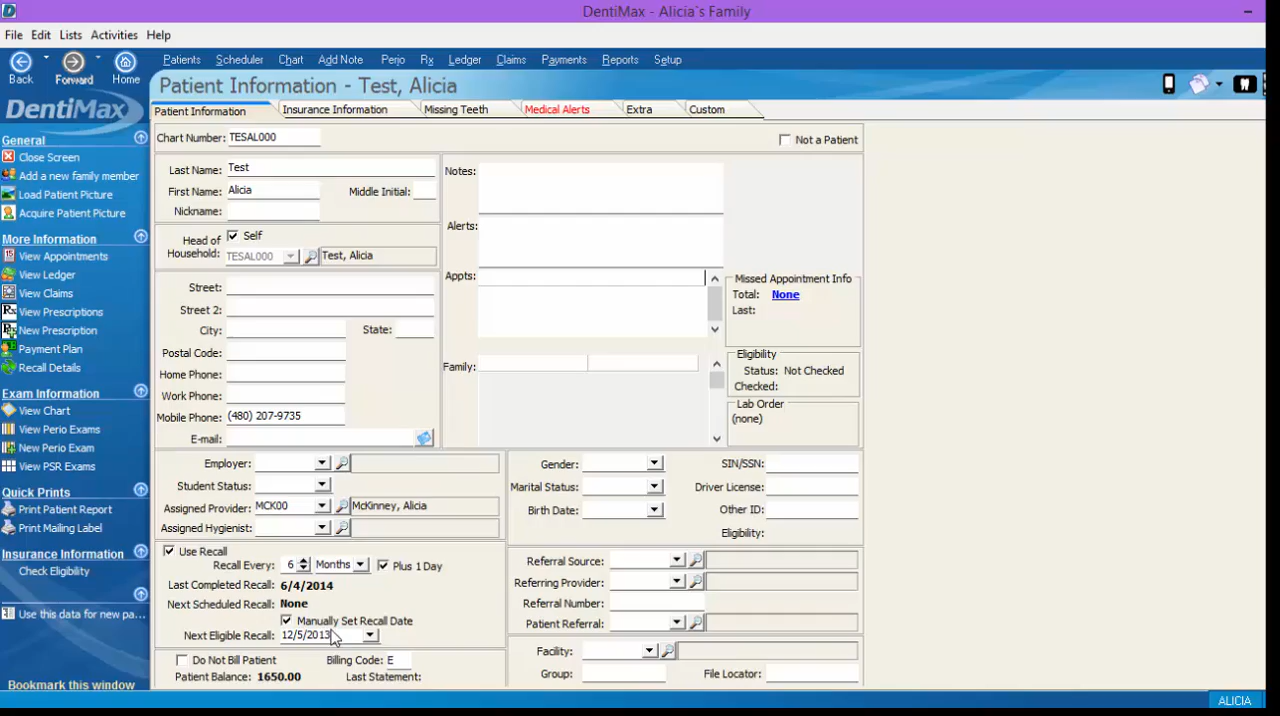 DentiMax - Alicia's Family
File Edit Lists Activities Help
Back Forward Home
Patients Scheduler Chart Add Note Perio Rx Ledger Claims Payments Reports Setup
Patient Information - Test, Alicia
DentiMax
Patient Information Insurance Information Missing Teeth Medical Alerts Extra Custom
General
Close Screen
Add a new family member
Load Patient Picture
Acquire Patient Picture
More Information
View Appointments
View Ledger
View Claims
View Prescriptions
New Prescription
Payment Plan
Recall Details
Exam Information
View Chart
View Perio Exams
New Perio Exam
View PSR Exams
Quick Prints
Print Patient Report
Print Mailing Label
Insurance Information
Check Eligibility
Use this data for new pa...
Bookmark this window
Chart Number: TESAL000
Not a Patient
Last Name: Test
First Name: Alicia Middle Initial:
Nickname:
Head of Household: Self
TESAL000 Test, Alicia
Street:
Street 2:
City: State:
Postal Code:
Home Phone:
Work Phone:
Mobile Phone: (480) 207-9735
E-mail:
Notes:
Alerts:
Appts:
Family:
Missed Appointment Info
Total: None
Last:
Eligibility
Status: Not Checked
Checked:
Lab Order
(none)
Employer:
Student Status:
Assigned Provider: MCK00 McKinney, Alicia
Assigned Hygienist:
Gender: SIN/SSN:
Marital Status: Driver License:
Birth Date: Other ID:
Eligibility:
Use Recall
Recall Every: 6 Months Plus 1 Day
Last Completed Recall: 6/4/2014
Next Scheduled Recall: None
Manually Set Recall Date
Next Eligible Recall: 12/5/2013
Do Not Bill Patient Billing Code: E
Patient Balance: 1650.00 Last Statement:
Referral Source:
Referring Provider:
Referral Number:
Patient Referral:
Facility:
Group: File Locator:
ALICIA